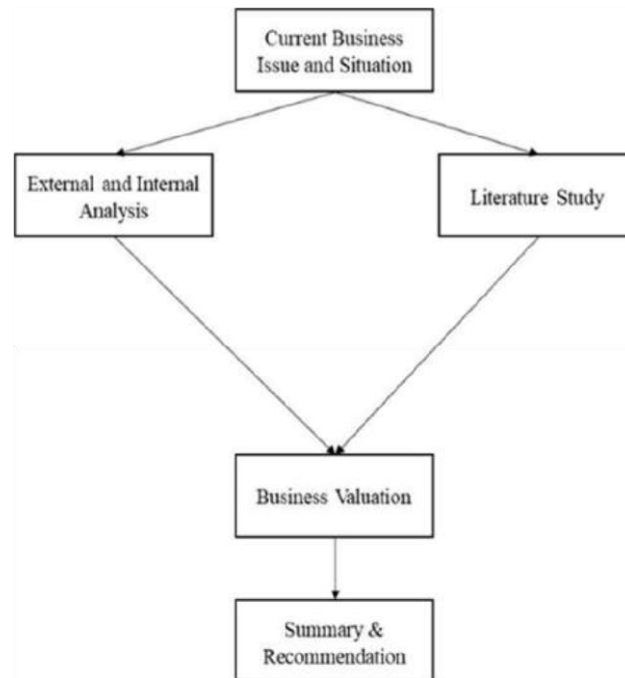 Current Business
Issue and Situation
External and Internal
Analysis
Literature Study
Business Valuation
Summary &
Recommendation